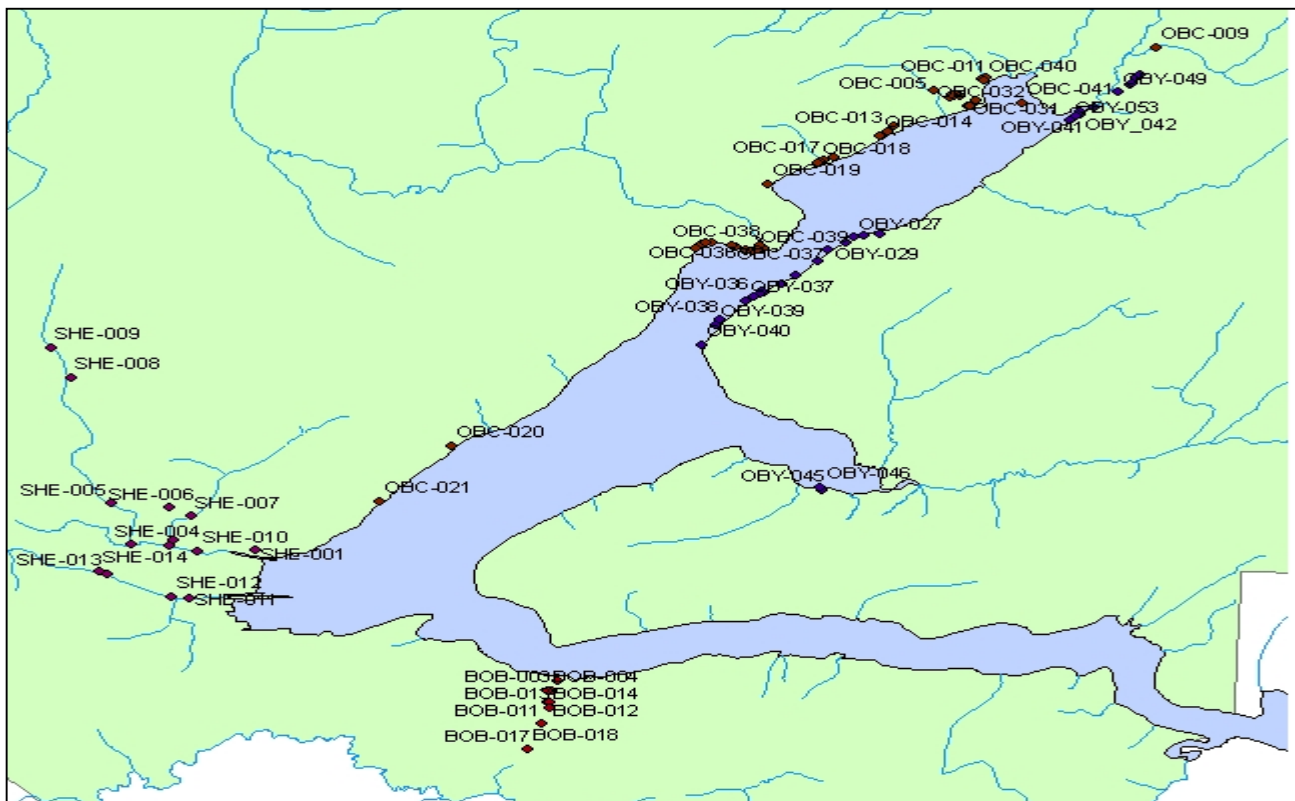 OBC-009
OBC-011 OBC-040
OBC-005 OBC-041 OBY-049
OBC-032
OBC-031 OBY-053
OBC-013 OBC-014 OBY-041 OBY_042
OBC-017 OBC-018
OBC-019
OBY-027
OBC-038 OBC-039
OBC-036 OBC-037 OBY-029
OBY-036 OBY-037
OBY-038 OBY-039
OBY-040
SHE-009
SHE-008
OBC-020
OBY-045 OBY-046
OBC-021
SHE-005 SHE-006
SHE-007
SHE-004 SHE-010
SHE-013 SHE-014 SHE-001
SHE-012
SHE-011
BOB-003 BOB-004
BOB-013 BOB-014
BOB-011 BOB-012
BOB-017 BOB-018